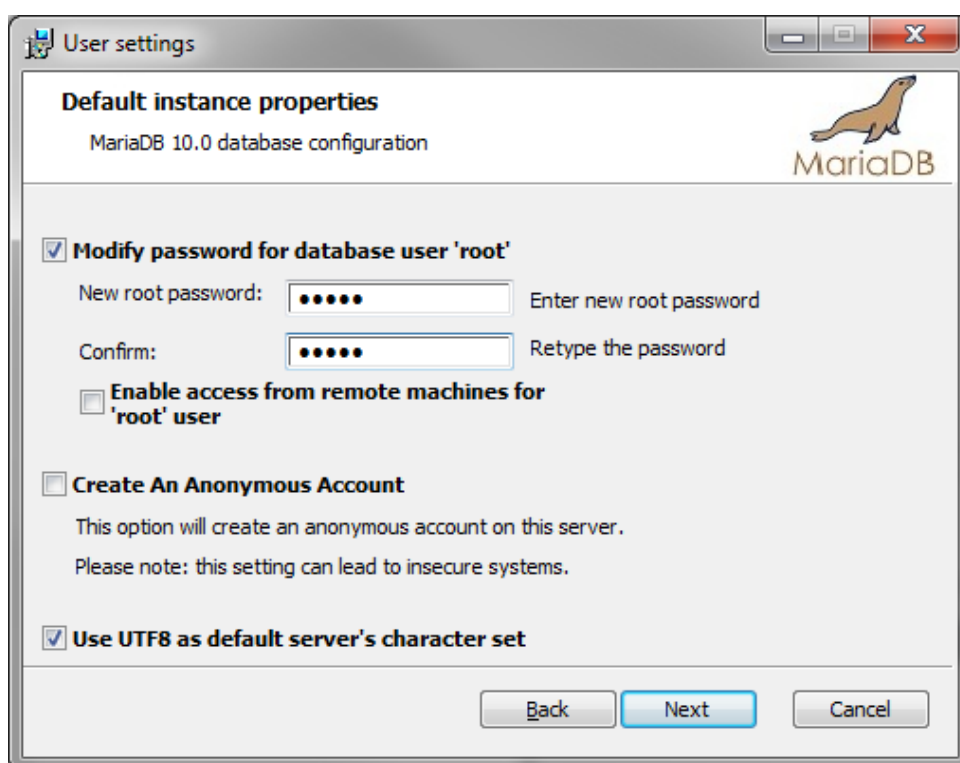 User settings
Default instance properties
MariaDB 10.0 database configuration
MariaDB
Modify password for database user 'root'
New root password: ●●●●● Enter new root password
Confirm: ●●●●● Retype the password
Enable access from remote machines for
'root' user
Create An Anonymous Account
This option will create an anonymous account on this server.
Please note: this setting can lead to insecure systems.
Use UTF8 as default server's character set
Back Next Cancel